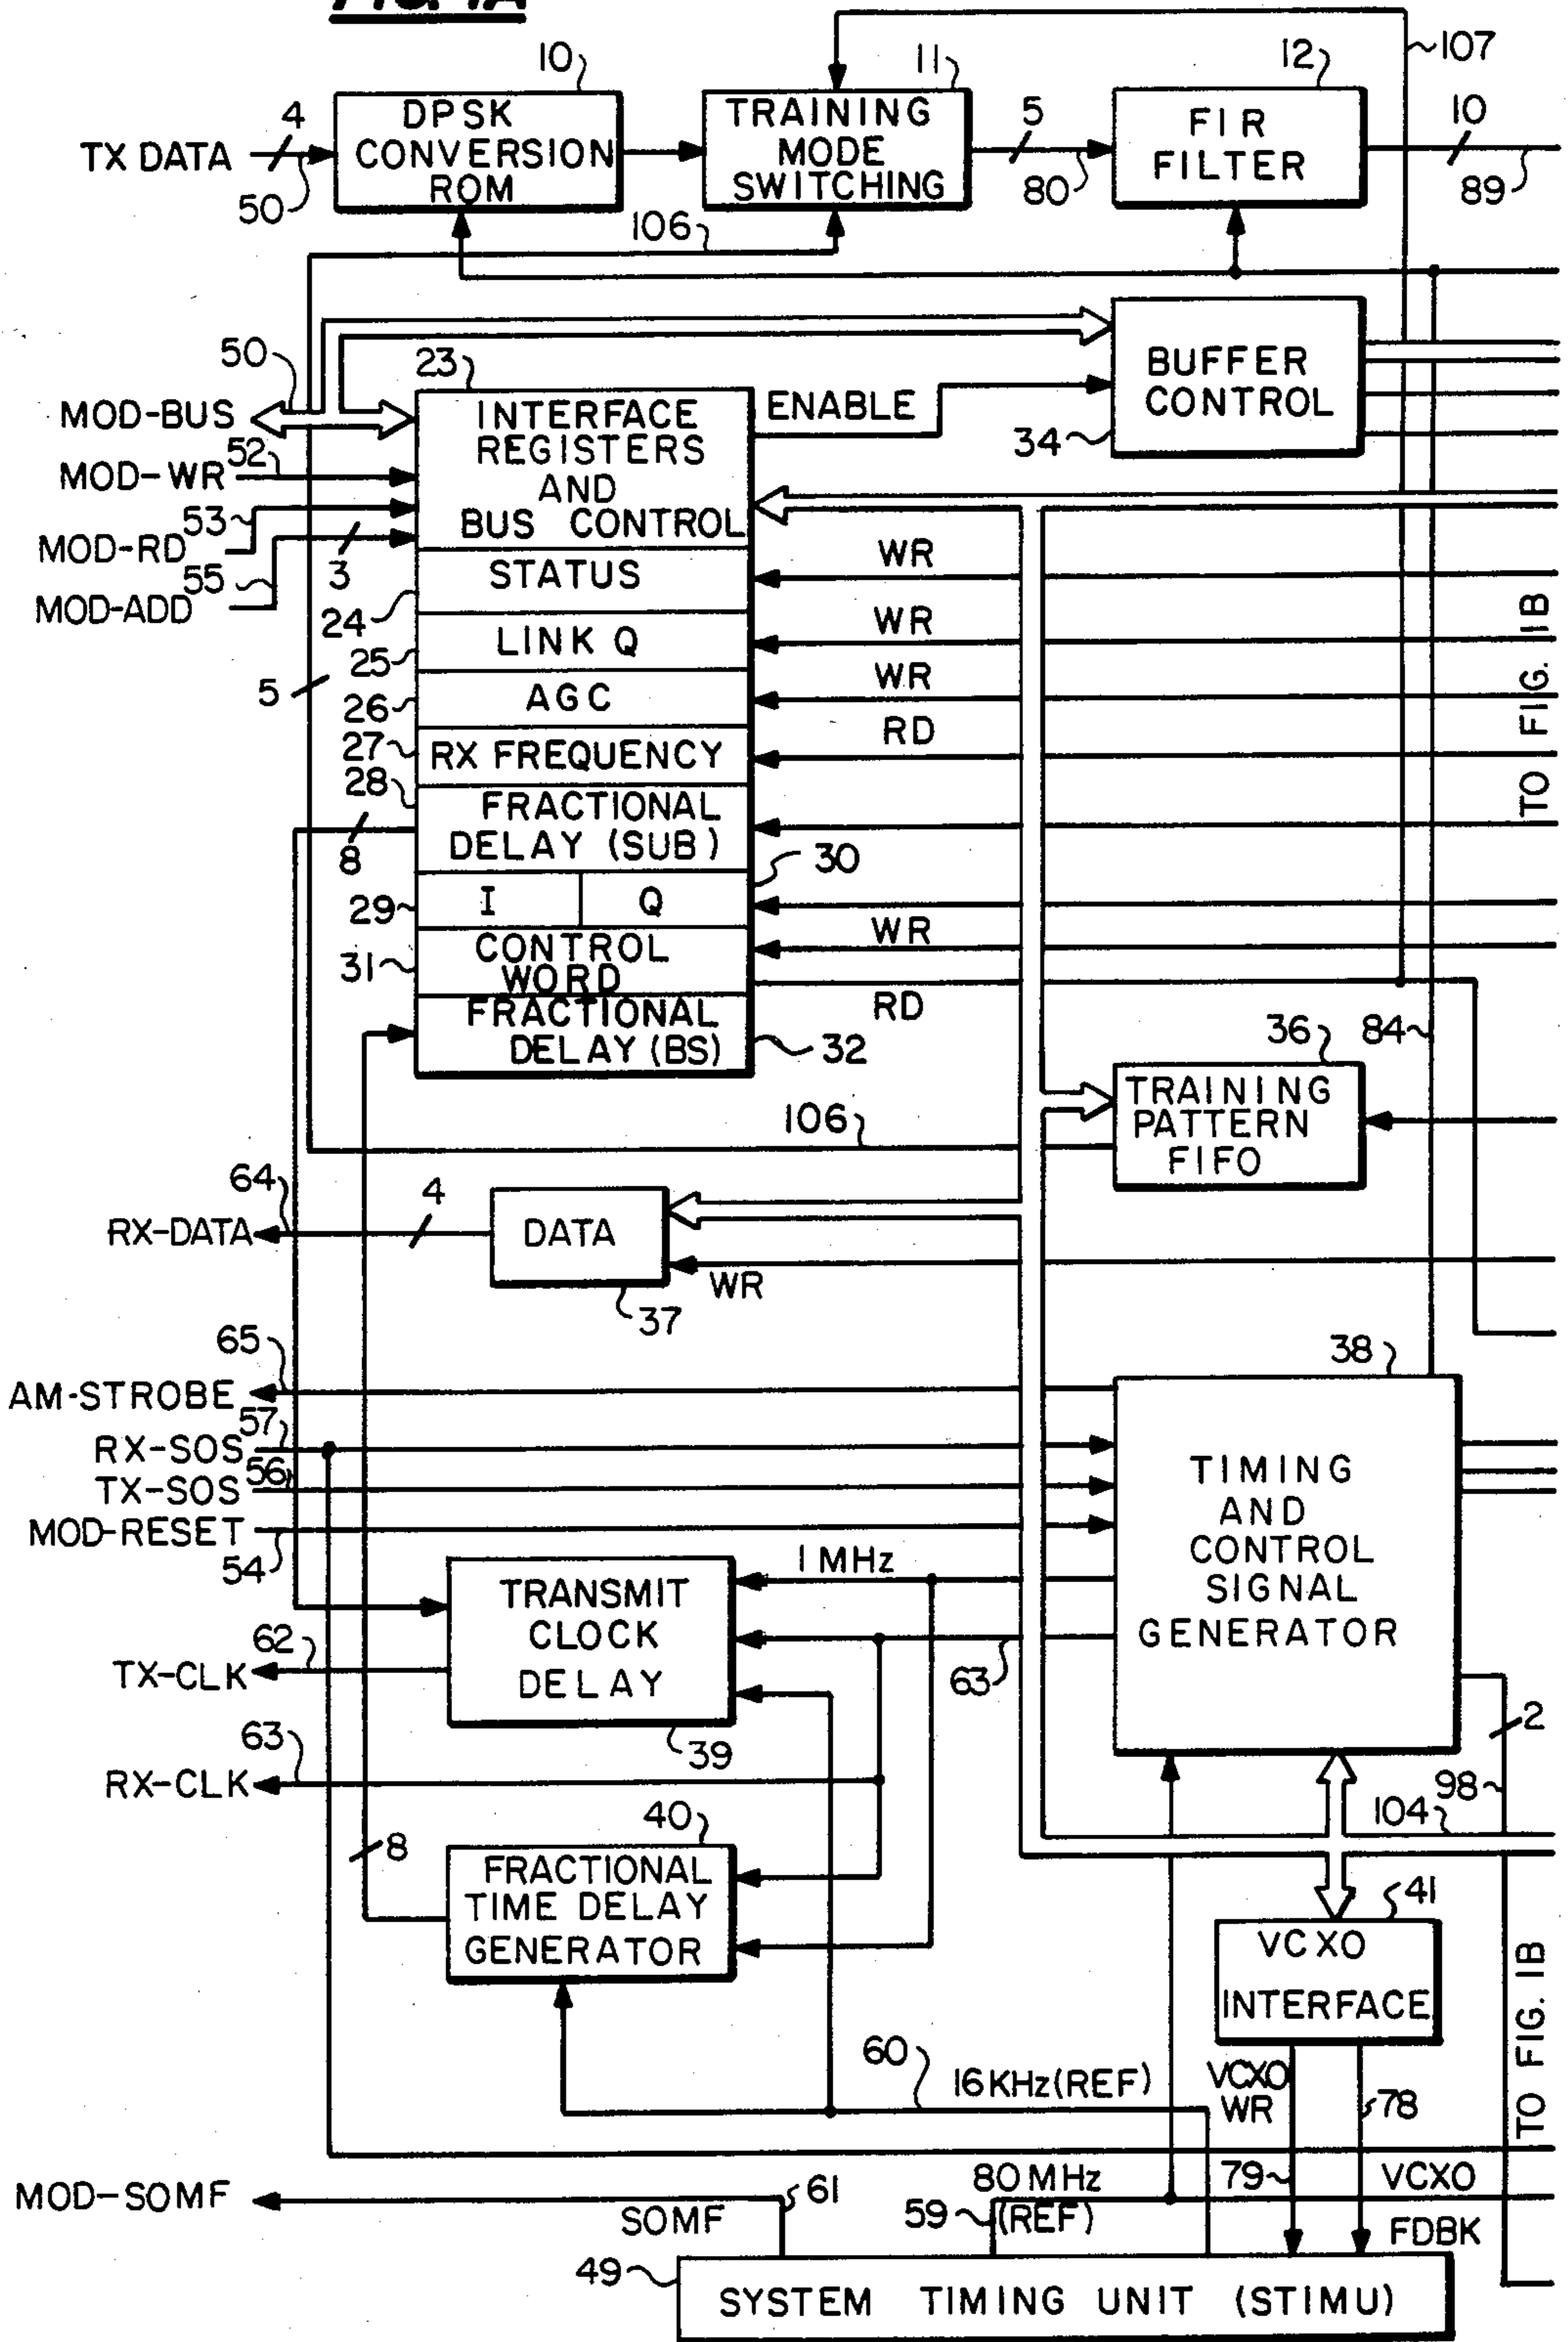 FIG. 1A
107
10
11
12
TX DATA
4
50
DPSK
CONVERSION
ROM
TRAINING
MODE
SWITCHING
5
80
FIR
FILTER
10
89
106
50
MOD-BUS
MOD-WR
52
MOD-RD
53
MOD-ADD
55
3
5
23
INTERFACE
REGISTERS
AND
BUS CONTROL
ENABLE
BUFFER
CONTROL
34
STATUS
24
WR
LINK Q
25
WR
AGC
26
WR
RX FREQUENCY
27
RD
28
FRACTIONAL
DELAY (SUB)
8
30
29
I
Q
WR
31
CONTROL
WORD
RD
FRACTIONAL
DELAY (BS)
32
TO FIG. 1B
84
36
TRAINING
PATTERN
FIFO
106
64
RX-DATA
4
DATA
WR
37
65
AM-STROBE
57
RX-SOS
56
TX-SOS
MOD-RESET
54
38
TIMING
AND
CONTROL
SIGNAL
GENERATOR
1 MHz
TRANSMIT
CLOCK
DELAY
62
TX-CLK
63
39
63
RX-CLK
2
98
104
40
8
FRACTIONAL
TIME DELAY
GENERATOR
41
VCXO
INTERFACE
TO FIG. 1B
60
16KHz (REF)
VCXO
WR
78
MOD-SOMF
61
SOMF
80 MHz
(REF)
59
79
VCXO
FDBK
49
SYSTEM TIMING UNIT (STIMU)